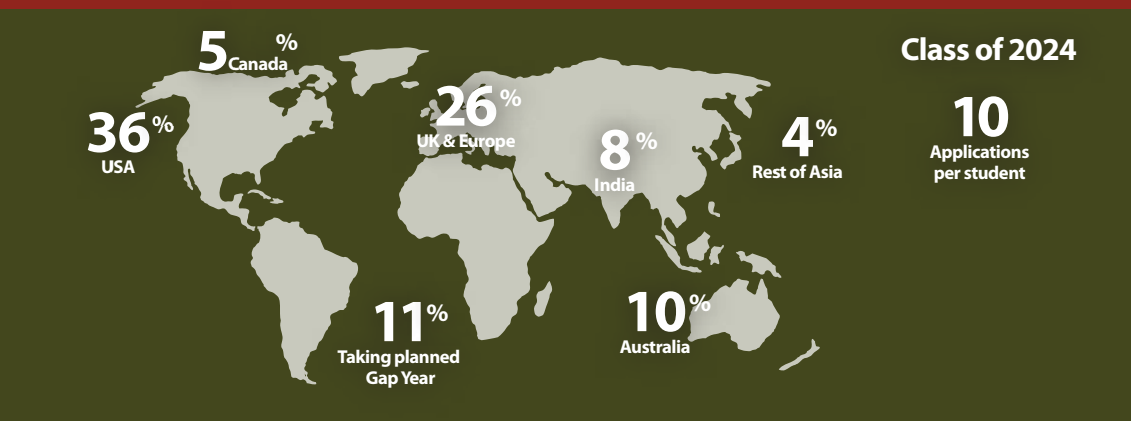 5%
Canada
Class of 2024
36%
USA
26%
UK & Europe
8%
India
4%
Rest of Asia
10
Applications
per student
11%
Taking planned
Gap Year
10%
Australia